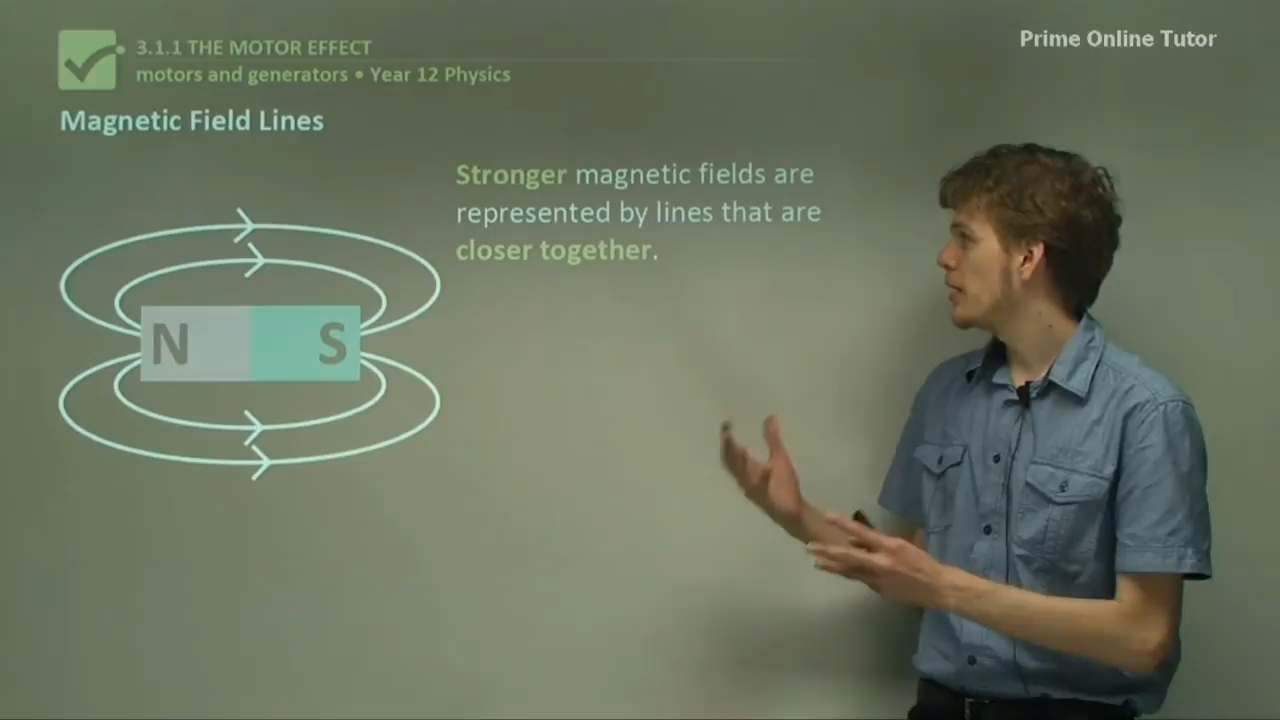 3.1.1 THE MOTOR EFFECT
motors and generators • Year 12 Physics
Prime Online Tutor
Magnetic Field Lines
Stronger magnetic fields are
represented by lines that are
closer together.
N S